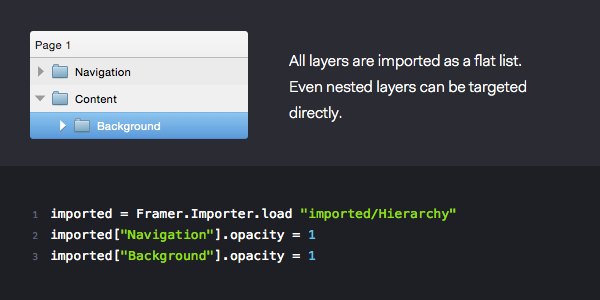 Page 1
Navigation
Content
Background
All layers are imported as a flat list.
Even nested layers can be targeted
directly.
1 imported = Framer.Importer.load "imported/Hierarchy"
2 imported["Navigation"].opacity = 1
3 imported["Background"].opacity = 1